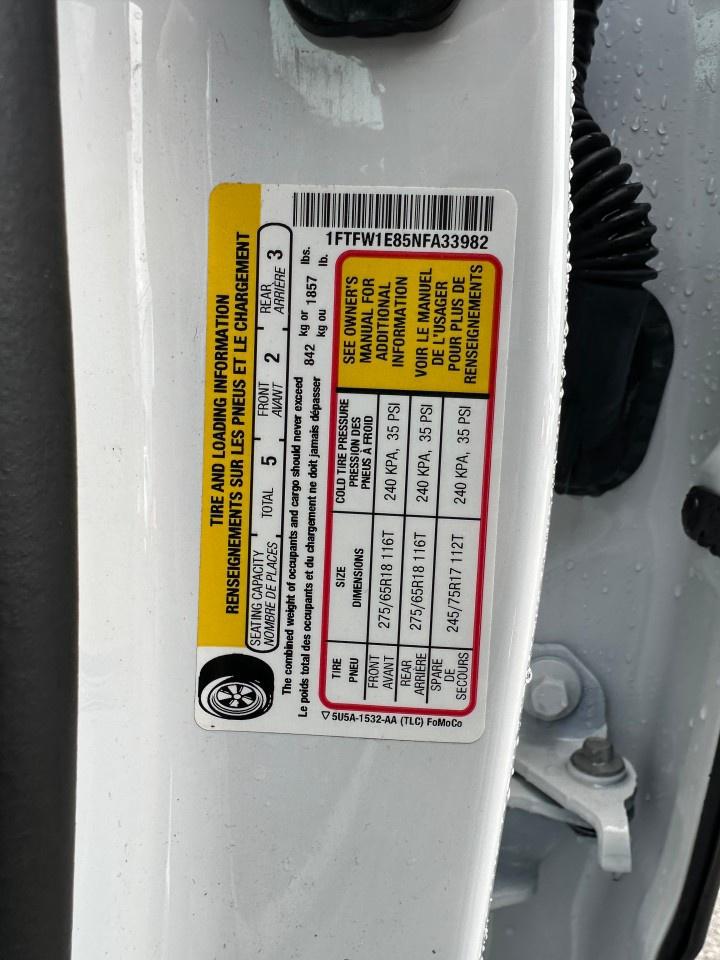 1FTFW1E85NFA33982
TIRE AND LOADING INFORMATION
RENSEIGNEMENTS SUR LES PNEUS ET LE CHARGEMENT
SEATING CAPACITY TOTAL 5 FRONT 2 REAR 3
NOMBRE DE PLACES AVANT ARRIÈRE
The combined weight of occupants and cargo should never exceed 842 kg or 1857 lbs.
Le poids total des occupants et du chargement ne doit jamais dépasser kg ou lb.
TIRE SIZE COLD TIRE PRESSURE
PNEU DIMENSIONS PRESSION DES
PNEUS À FROID
FRONT
AVANT 275/65R18 116T 240 KPA, 35 PSI
REAR
ARRIÈRE 275/65R18 116T 240 KPA, 35 PSI
SPARE
DE
SECOURS 245/75R17 112T 240 KPA, 35 PSI
SEE OWNER'S
MANUAL FOR
ADDITIONAL
INFORMATION
VOIR LE MANUEL
DE L'USAGER
POUR PLUS DE
RENSEIGNEMENTS
5U5A-1532-AA (TLC) FoMoCo